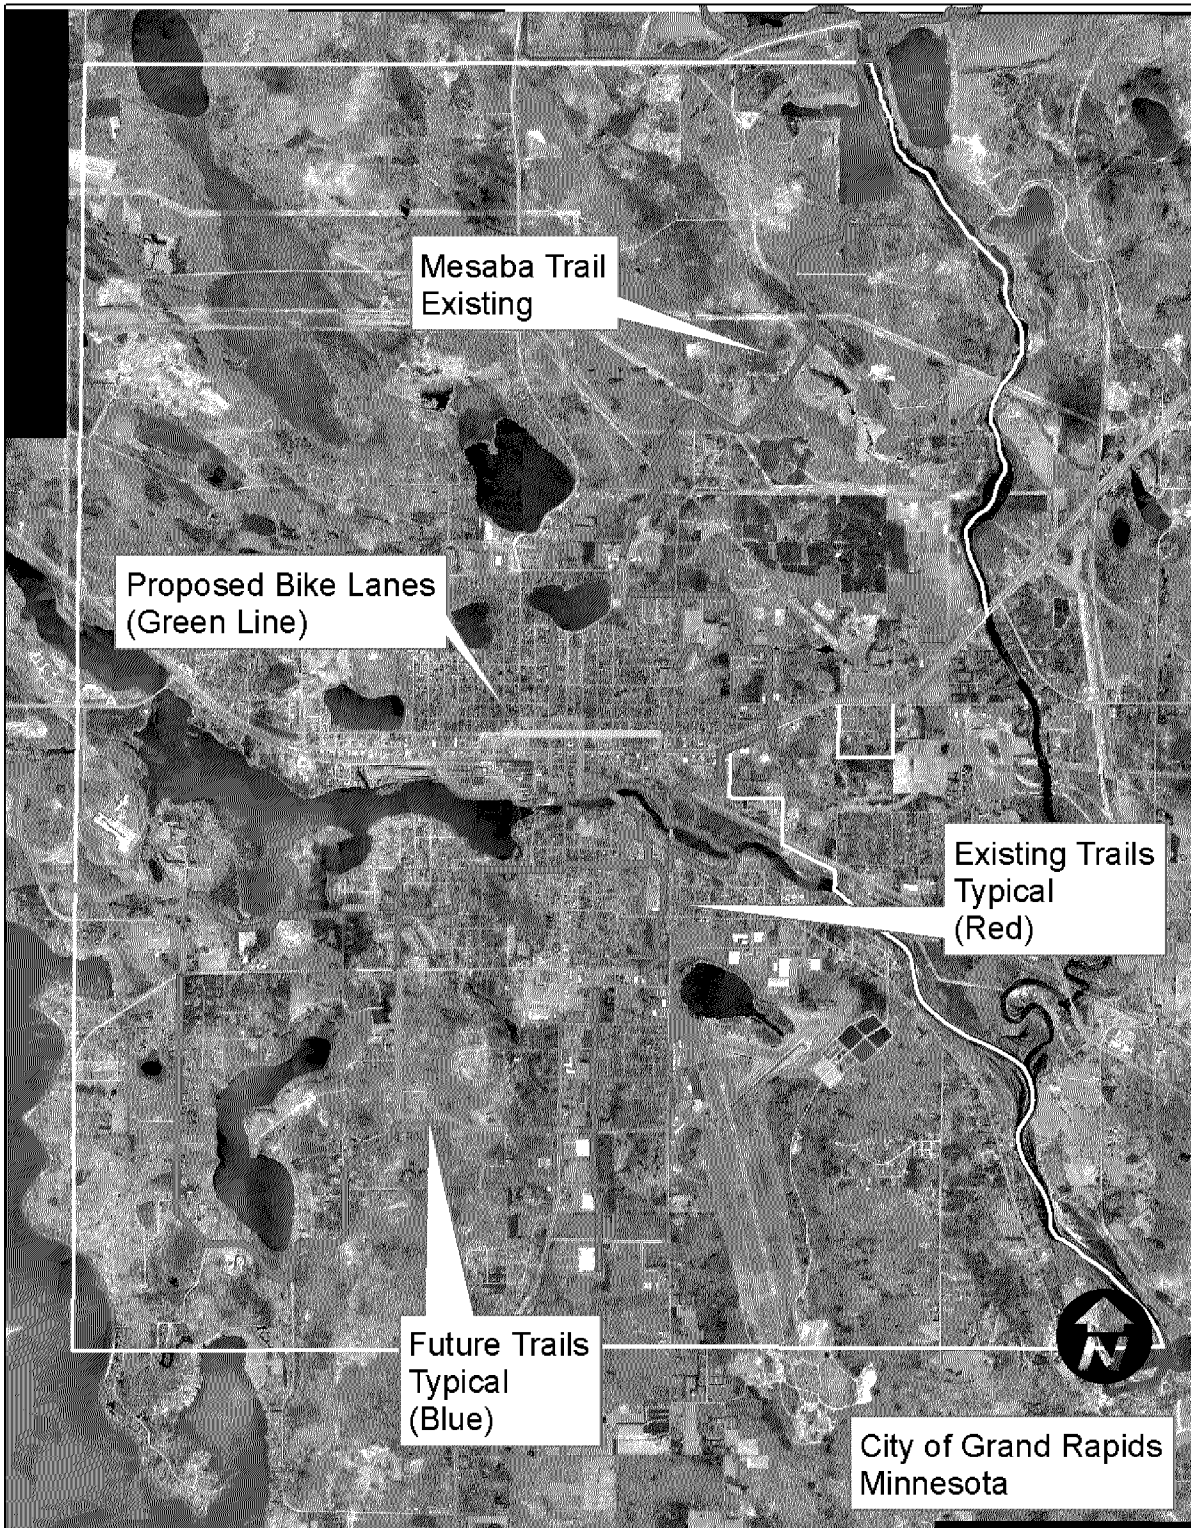 Mesaba Trail
Existing
Proposed Bike Lanes
(Green Line)
Existing Trails
Typical
(Red)
Future Trails
Typical
(Blue)
N
City of Grand Rapids
Minnesota